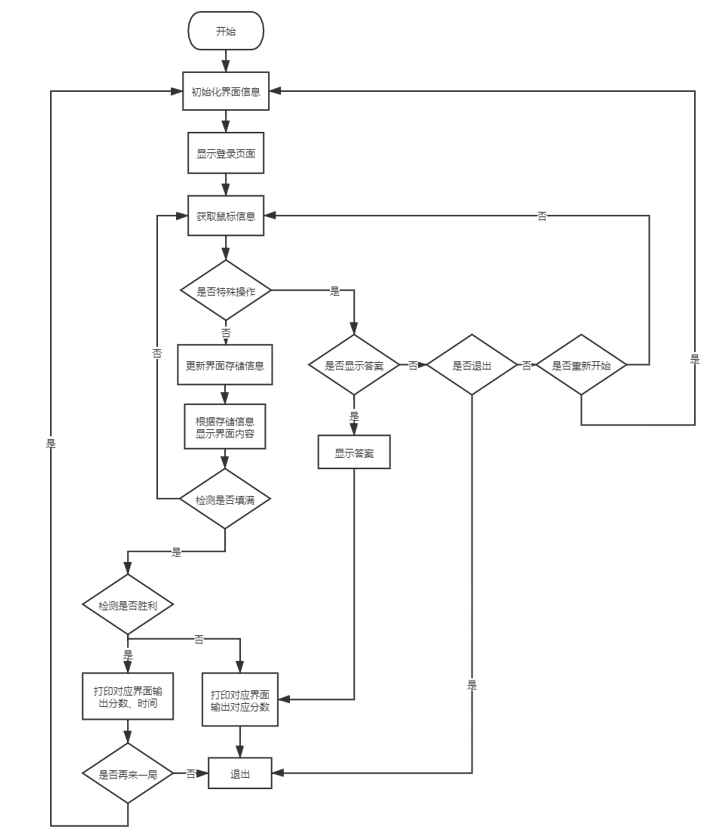 开始
初始化界面信息
显示登录页面
获取鼠标信息
否
是否特殊操作
是
否
否
更新界面存储信息
是否显示答案
否
是否退出
否
是否重新开始
是
根据存储信息
显示界面内容
是
显示答案
是
检测是否填满
是
检测是否胜利
否
是
打印对应界面输
出分数、时间
打印对应界面
输出对应分数
是
是否再来一局
否
退出